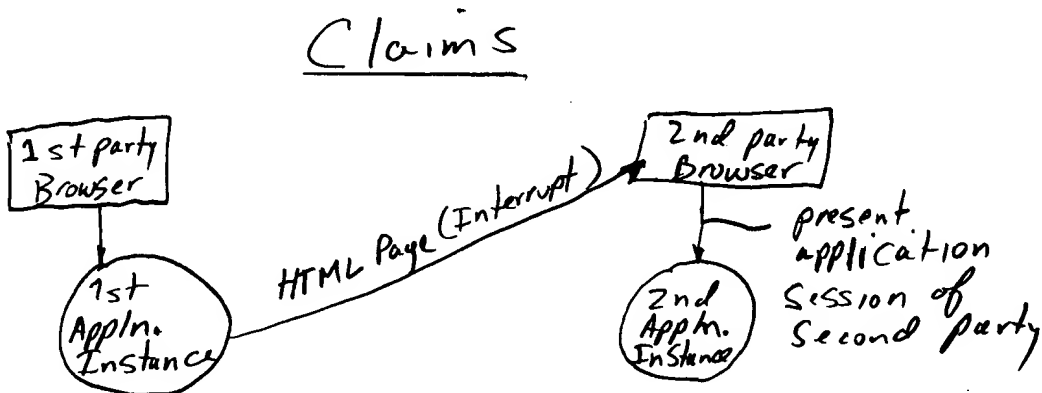 Claims
1st party
Browser
2nd party
Browser
HTML Page (Interrupt)
present
application
session of
second party
1st
Appln.
Instance
2nd
Appln.
Instance